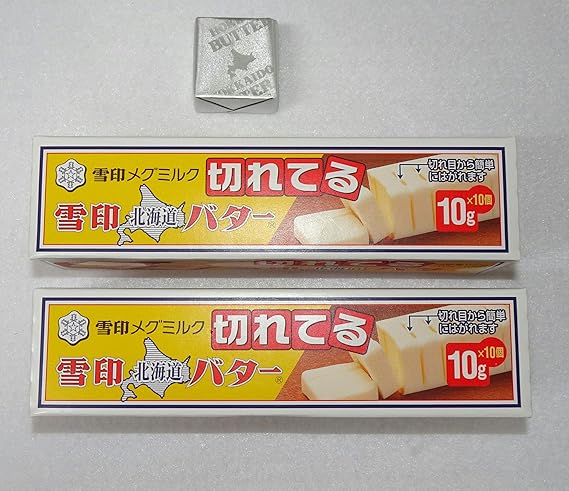 BUTTER
HOKKAIDO
雪印メグミルク
切れてる
雪印北海道バター®
切れ目から簡単
にはがれます
10g×10個
雪印メグミルク
切れてる
雪印北海道バター®
切れ目から簡単
にはがれます
10g×10個